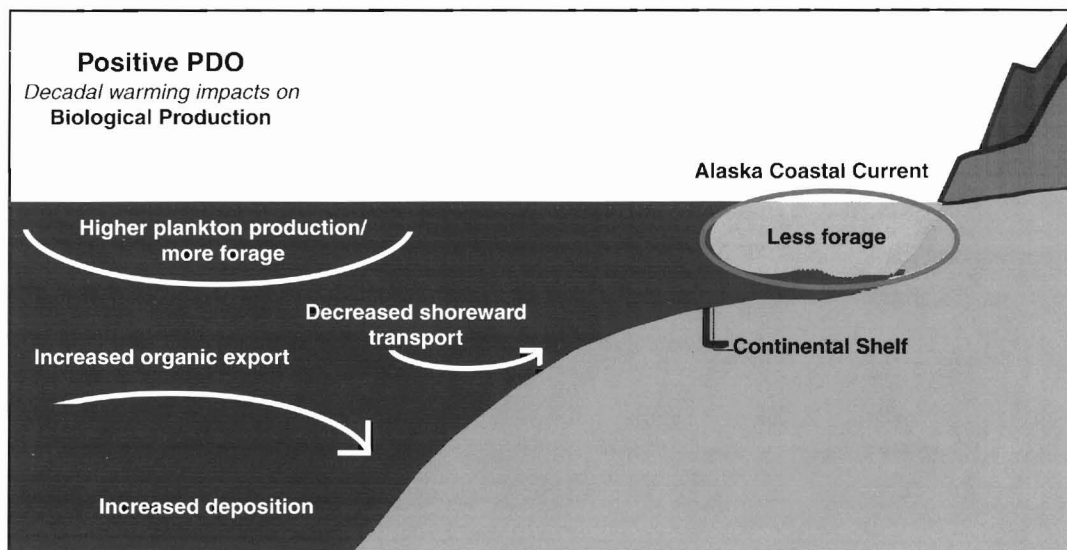 Positive PDO
Decadal warming impacts on
Biological Production
Alaska Coastal Current
Higher plankton production/
more forage
Less forage
Decreased shoreward
transport
Increased organic export
Continental Shelf
Increased deposition